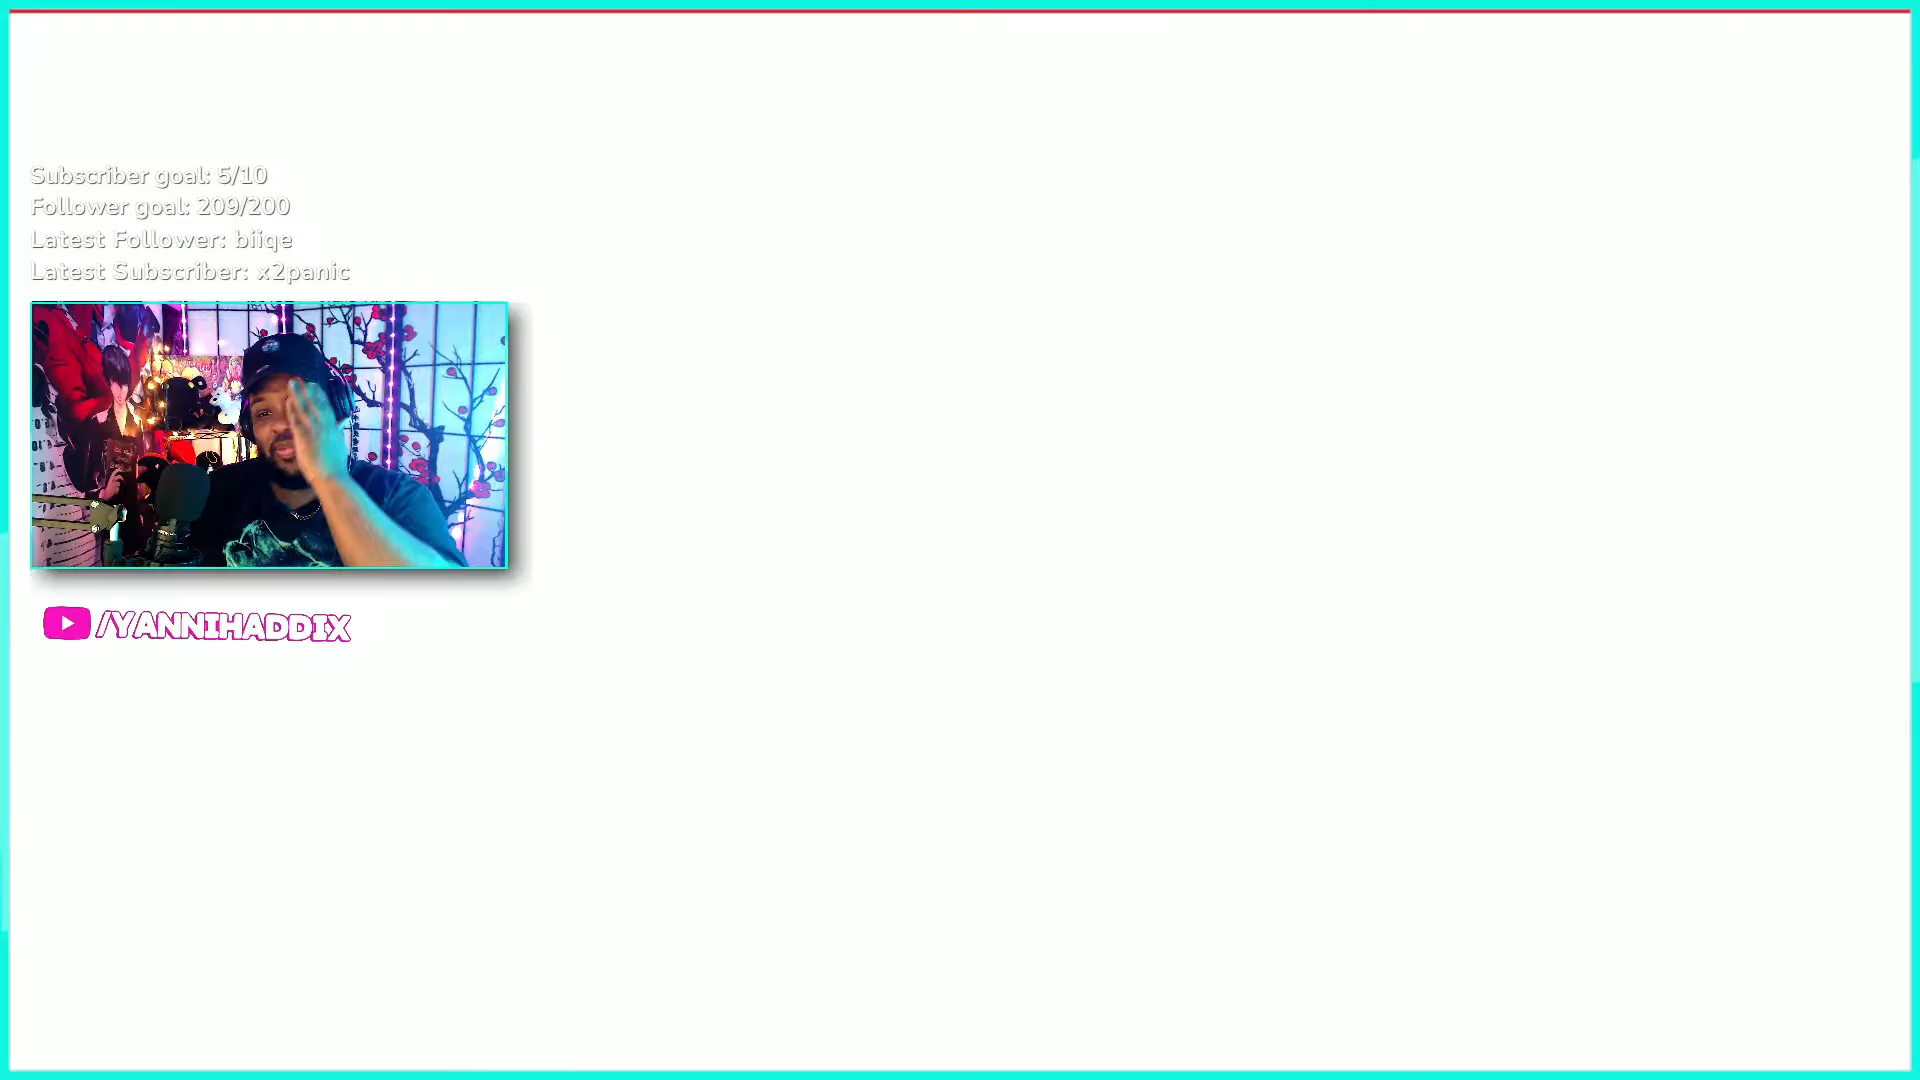 Subscriber goal: 5/10
Follower goal: 209/200
Latest Follower: biiqe
Latest Subscriber: x2panic
/YANNIHADDIX